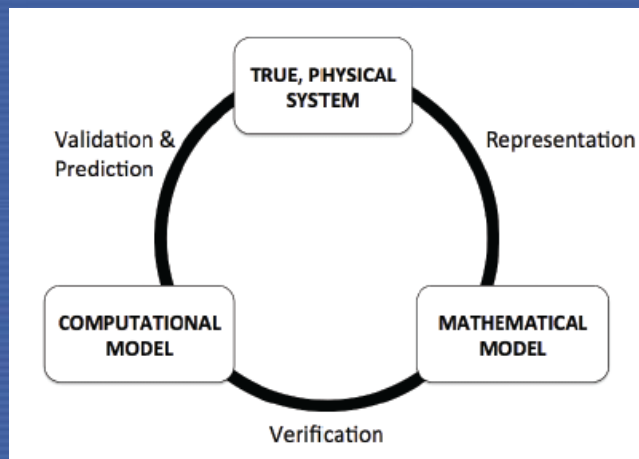 TRUE, PHYSICAL
SYSTEM
Validation &
Prediction
Representation
COMPUTATIONAL
MODEL
MATHEMATICAL
MODEL
Verification